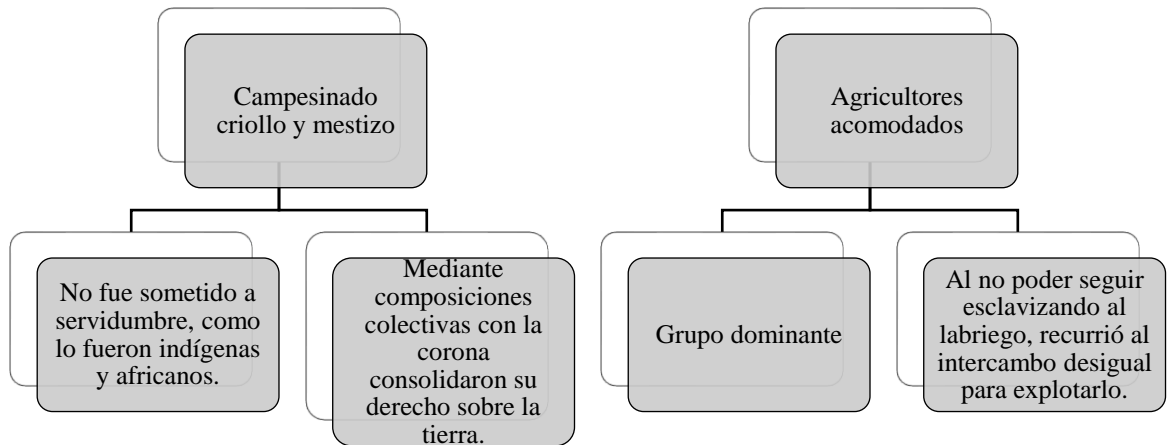 Campesinado
criollo y mestizo
Agricultores
acomodados
No fue sometido a
servidumbre, como
lo fueron indígenas
y africanos.
Mediante
composiciones
colectivas con la
corona
consolidaron su
derecho sobre la
tierra.
Grupo dominante
Al no poder seguir
esclavizando al
labriego, recurrió al
intercambo desigual
para explotarlo.